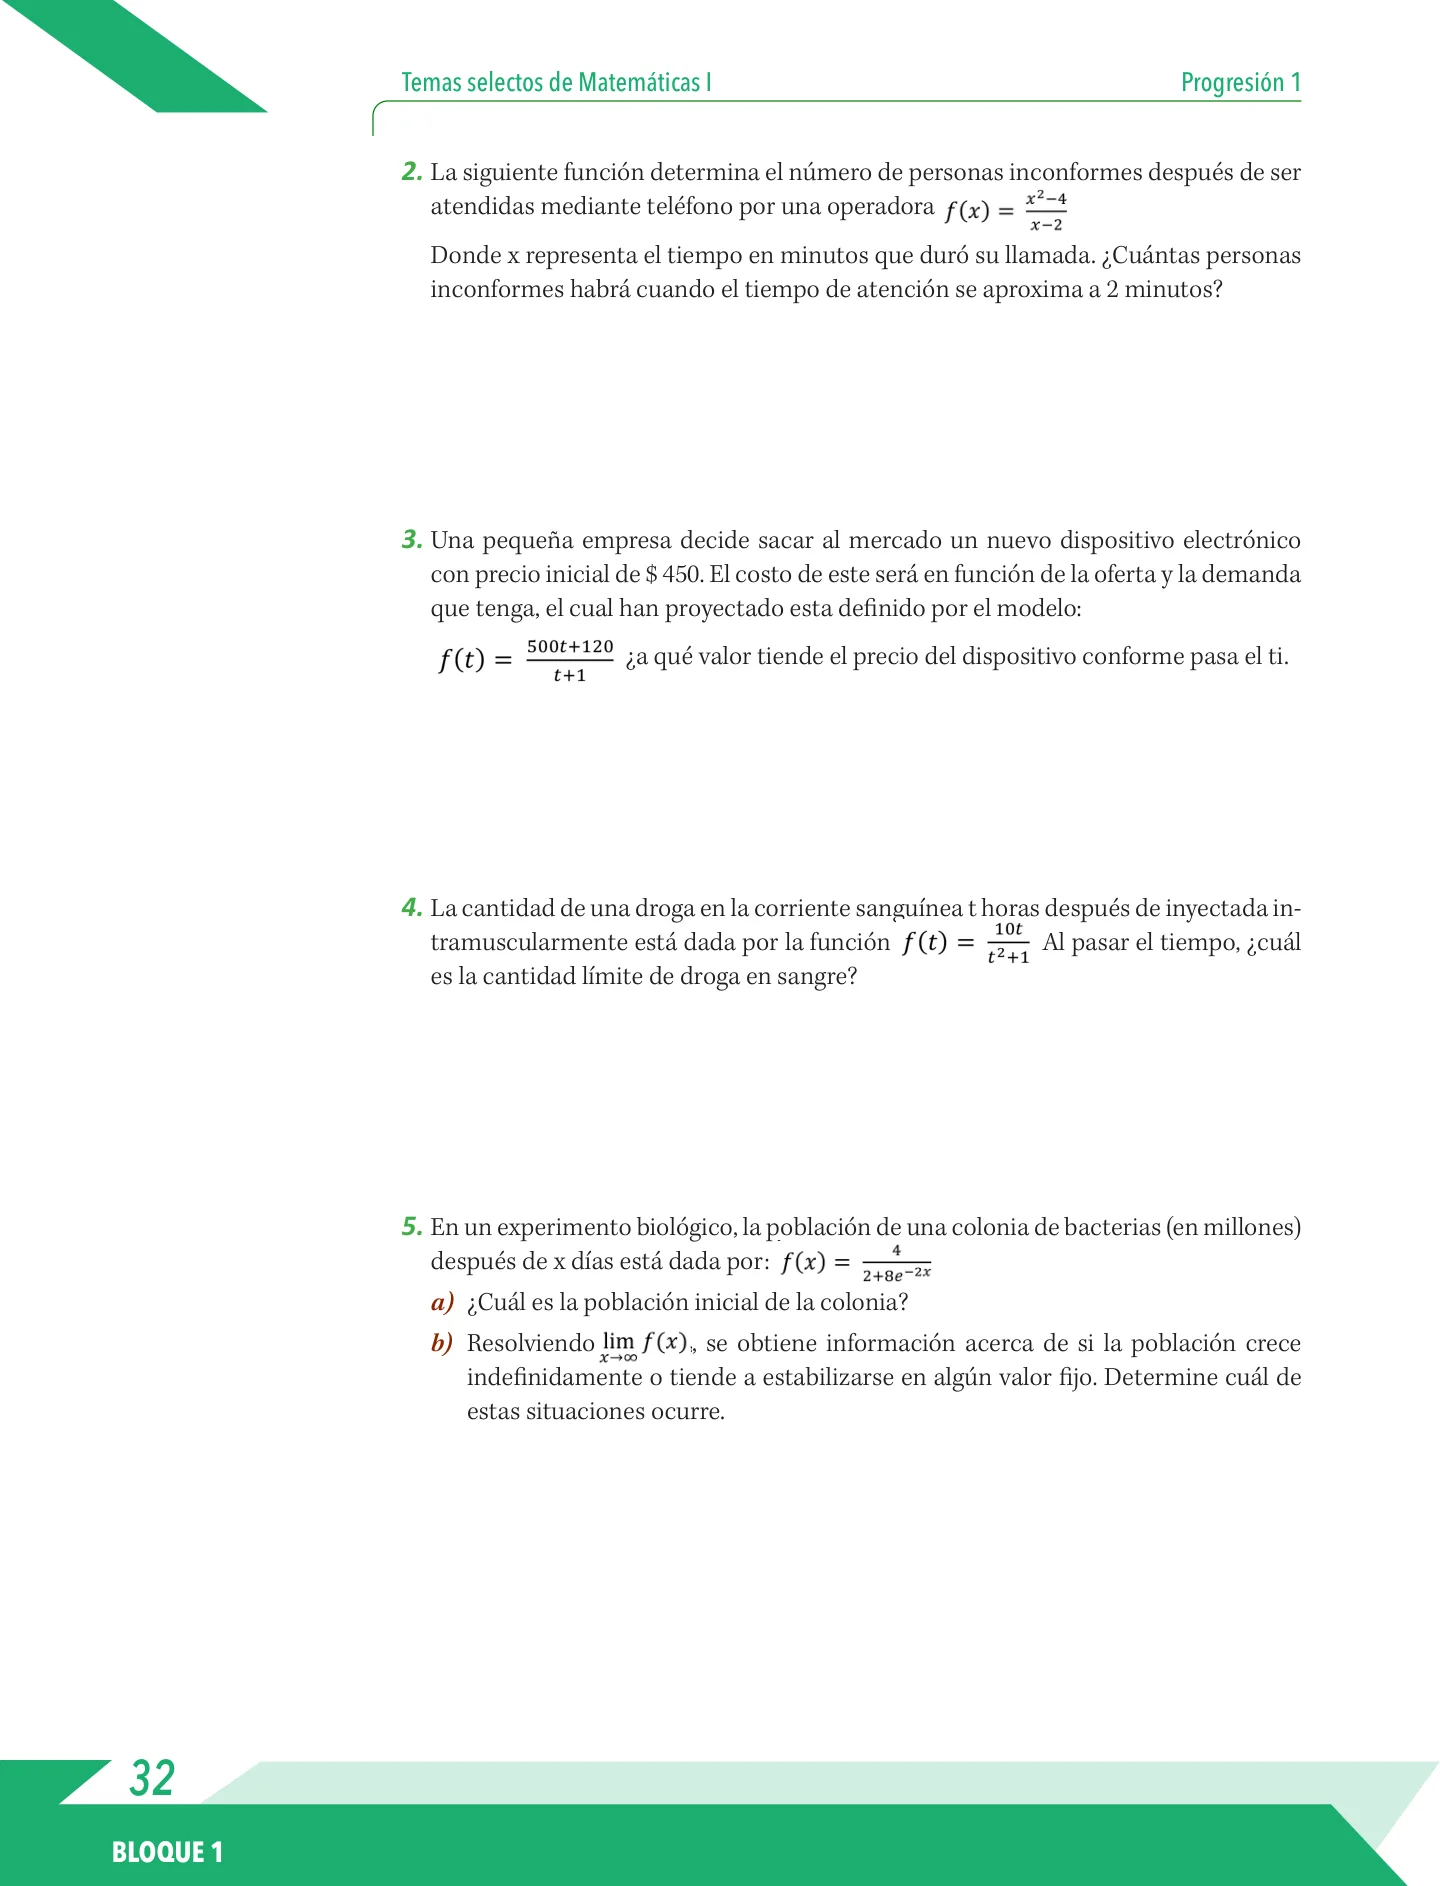 Temas selectos de Matemáticas I Progresión 1
2. La siguiente función determina el número de personas inconformes después de ser
atendidas mediante teléfono por una operadora f(x) = \frac{x^2-4}{x-2}
Donde x representa el tiempo en minutos que duró su llamada. ¿Cuántas personas
inconformes habrá cuando el tiempo de atención se aproxima a 2 minutos?
3. Una pequeña empresa decide sacar al mercado un nuevo dispositivo electrónico
con precio inicial de $ 450. El costo de este será en función de la oferta y la demanda
que tenga, el cual han proyectado esta definido por el modelo:
f(t) = \frac{500t+120}{t+1} ¿a qué valor tiende el precio del dispositivo conforme pasa el ti.
4. La cantidad de una droga en la corriente sanguínea t horas después de inyectada in-
tramuscularmente está dada por la función f(t) = \frac{10t}{t^2+1} Al pasar el tiempo, ¿cuál
es la cantidad límite de droga en sangre?
5. En un experimento biológico, la población de una colonia de bacterias (en millones)
después de x días está dada por: f(x) = \frac{4}{2+8e^{-2x}}
a) ¿Cuál es la población inicial de la colonia?
b) Resolviendo \lim_{x→∞} f(x), se obtiene información acerca de si la población crece
indefinidamente o tiende a estabilizarse en algún valor fijo. Determine cuál de
estas situaciones ocurre.
32
BLOQUE 1